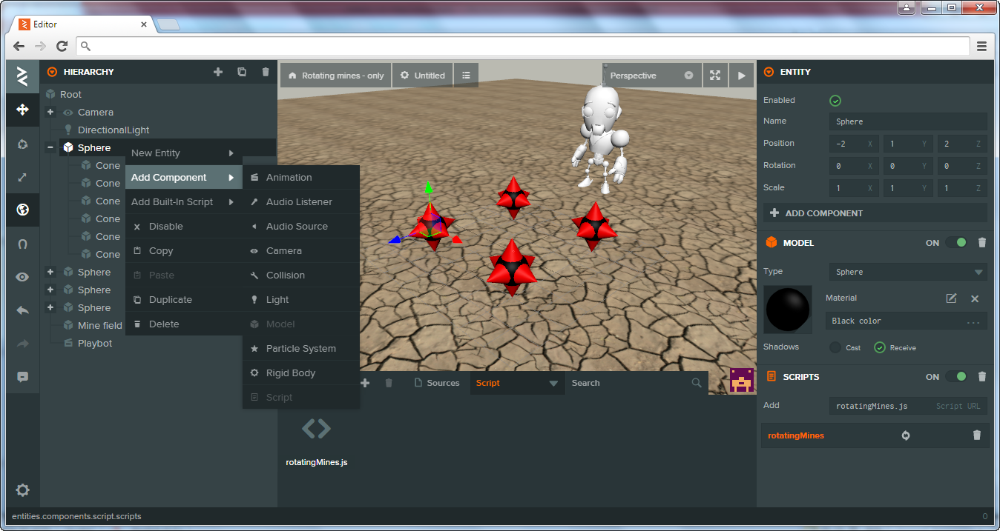 Editor
HIERARCHY
Root
Camera
DirectionalLight
Sphere
Cone
Cone
Cone
Cone
Cone
Cone
Sphere
Sphere
Sphere
Mine field
Playbot
New Entity
Add Component
Add Built-In Script
Disable
Copy
Paste
Duplicate
Delete
Animation
Audio Listener
Audio Source
Camera
Collision
Light
Model
Particle System
Rigid Body
Script
Rotating mines - only
Untitled
Perspective
Sources
Script
Search
rotatingMines.js
ENTITY
Enabled
Name Sphere
Position -2 X 1 Y 2 Z
Rotation 0 X 0 Y 0 Z
Scale 1 X 1 Y 1 Z
ADD COMPONENT
MODEL ON
Type Sphere
Material
Black color ...
Shadows Cast Receive
SCRIPTS ON
Add rotatingMines.js Script URL
rotatingMines
entities.components.script.scripts 0